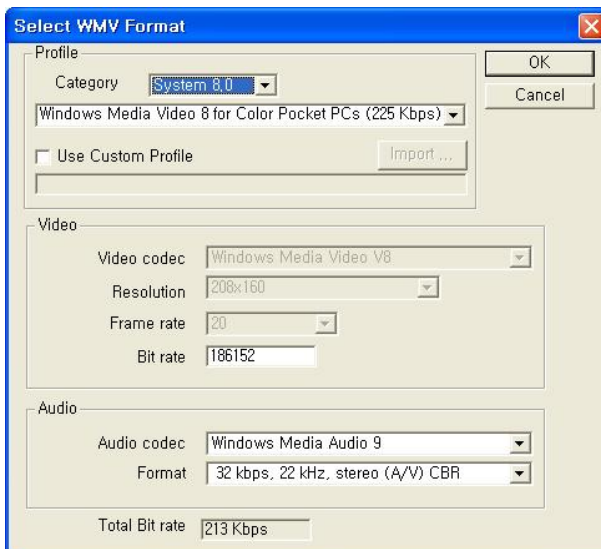 Select WMV Format
Profile
OK
Category System 8,0
Cancel
Windows Media Video 8 for Color Pocket PCs (225 Kbps)
Use Custom Profile Import ...
Video
Video codec Windows Media Video V8
Resolution 208x160
Frame rate 20
Bit rate 186152
Audio
Audio codec Windows Media Audio 9
Format 32 kbps, 22 kHz, stereo (A/V) CBR
Total Bit rate 213 Kbps